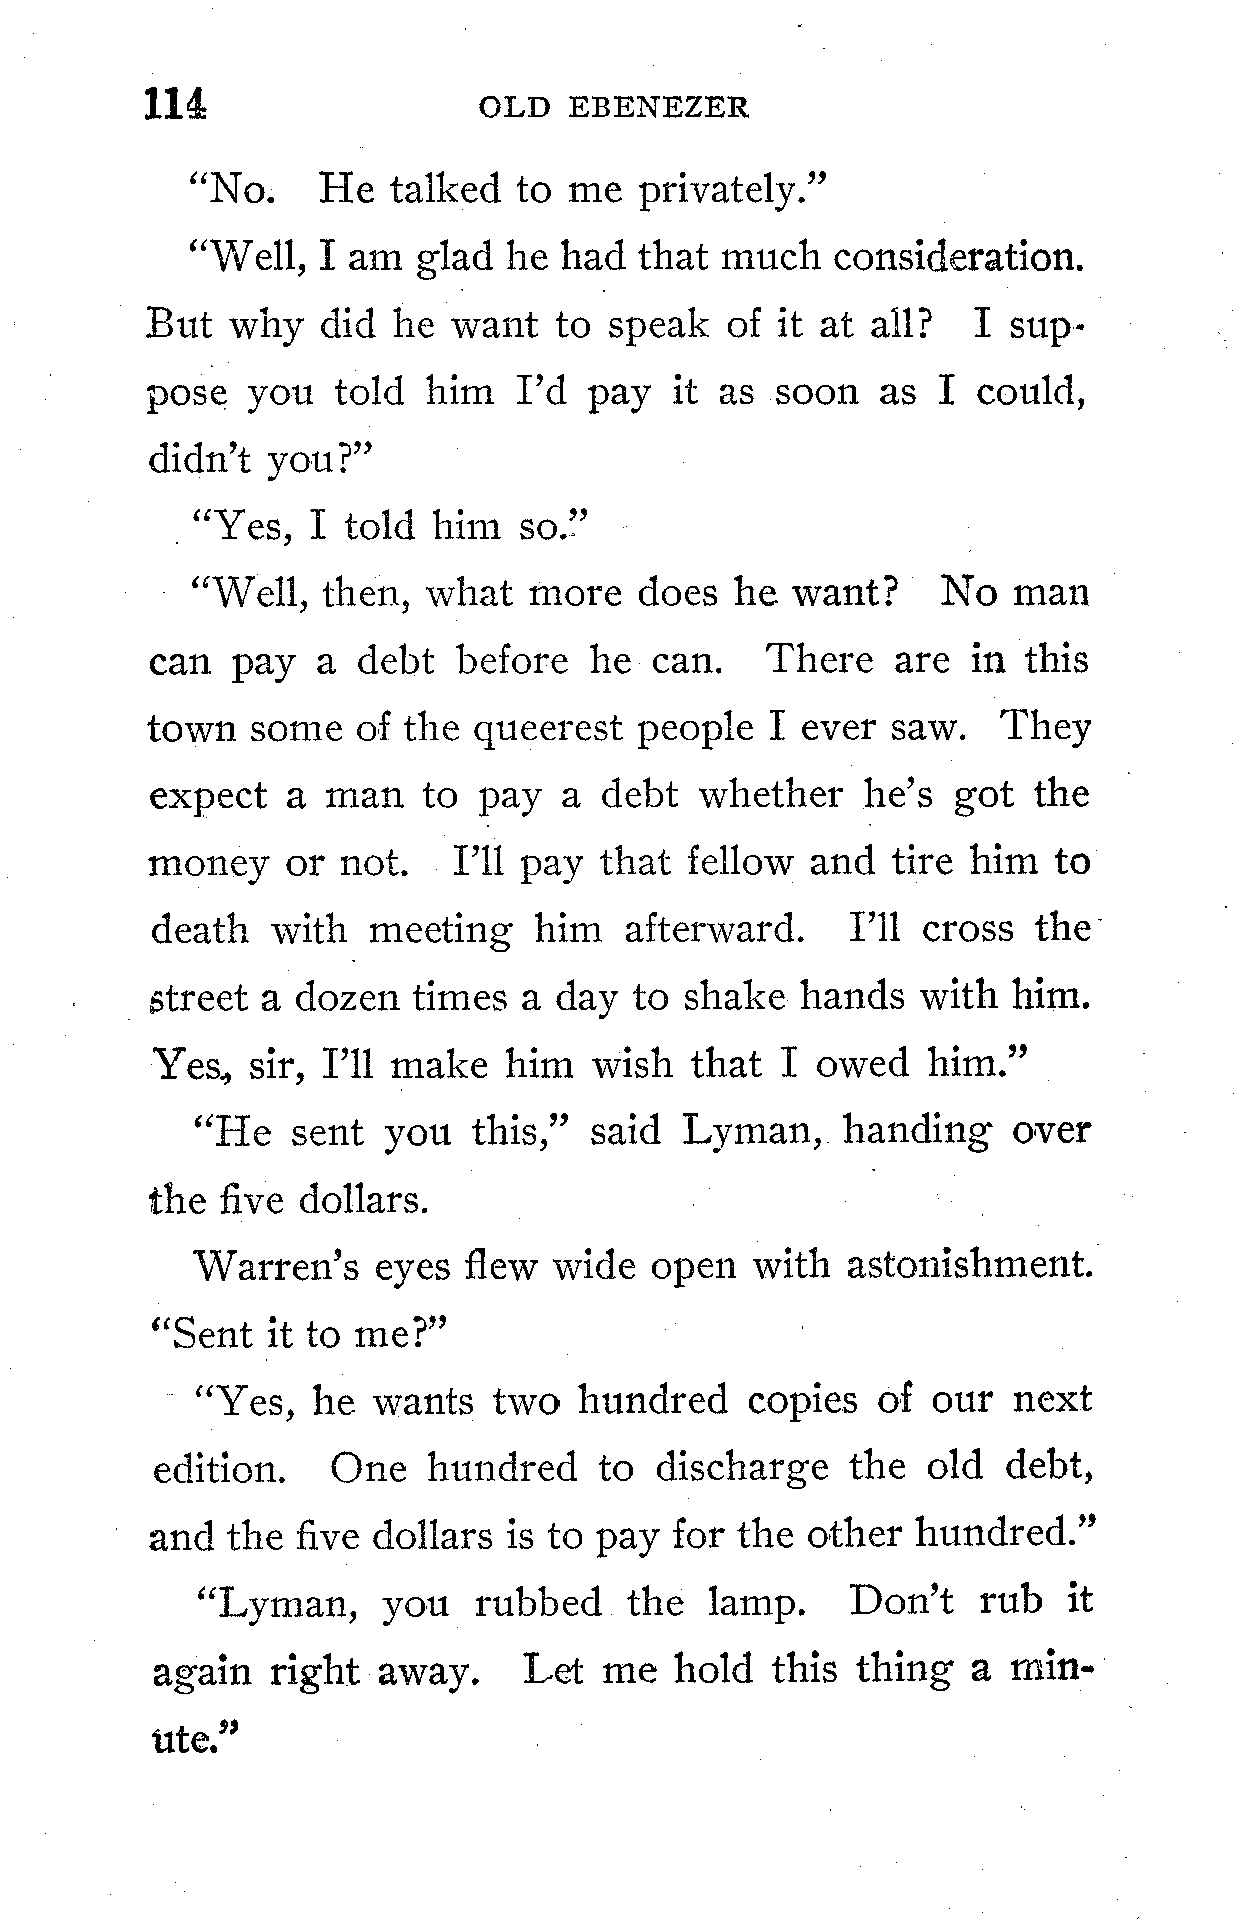 114 OLD EBENEZER
“No. He talked to me privately.”
“Well, I am glad he had that much consideration.
But why did he want to speak of it at all? I sup-
pose you told him I’d pay it as soon as I could,
didn’t you?”
“Yes, I told him so.”
“Well, then, what more does he want? No man
can pay a debt before he can. There are in this
town some of the queerest people I ever saw. They
expect a man to pay a debt whether he’s got the
money or not. I’ll pay that fellow and tire him to
death with meeting him afterward. I’ll cross the
street a dozen times a day to shake hands with him.
Yes, sir, I’ll make him wish that I owed him.”
“He sent you this,” said Lyman, handing over
the five dollars.
Warren’s eyes flew wide open with astonishment.
“Sent it to me?”
“Yes, he wants two hundred copies of our next
edition. One hundred to discharge the old debt,
and the five dollars is to pay for the other hundred.”
“Lyman, you rubbed the lamp. Don’t rub it
again right away. Let me hold this thing a min-
ute.”